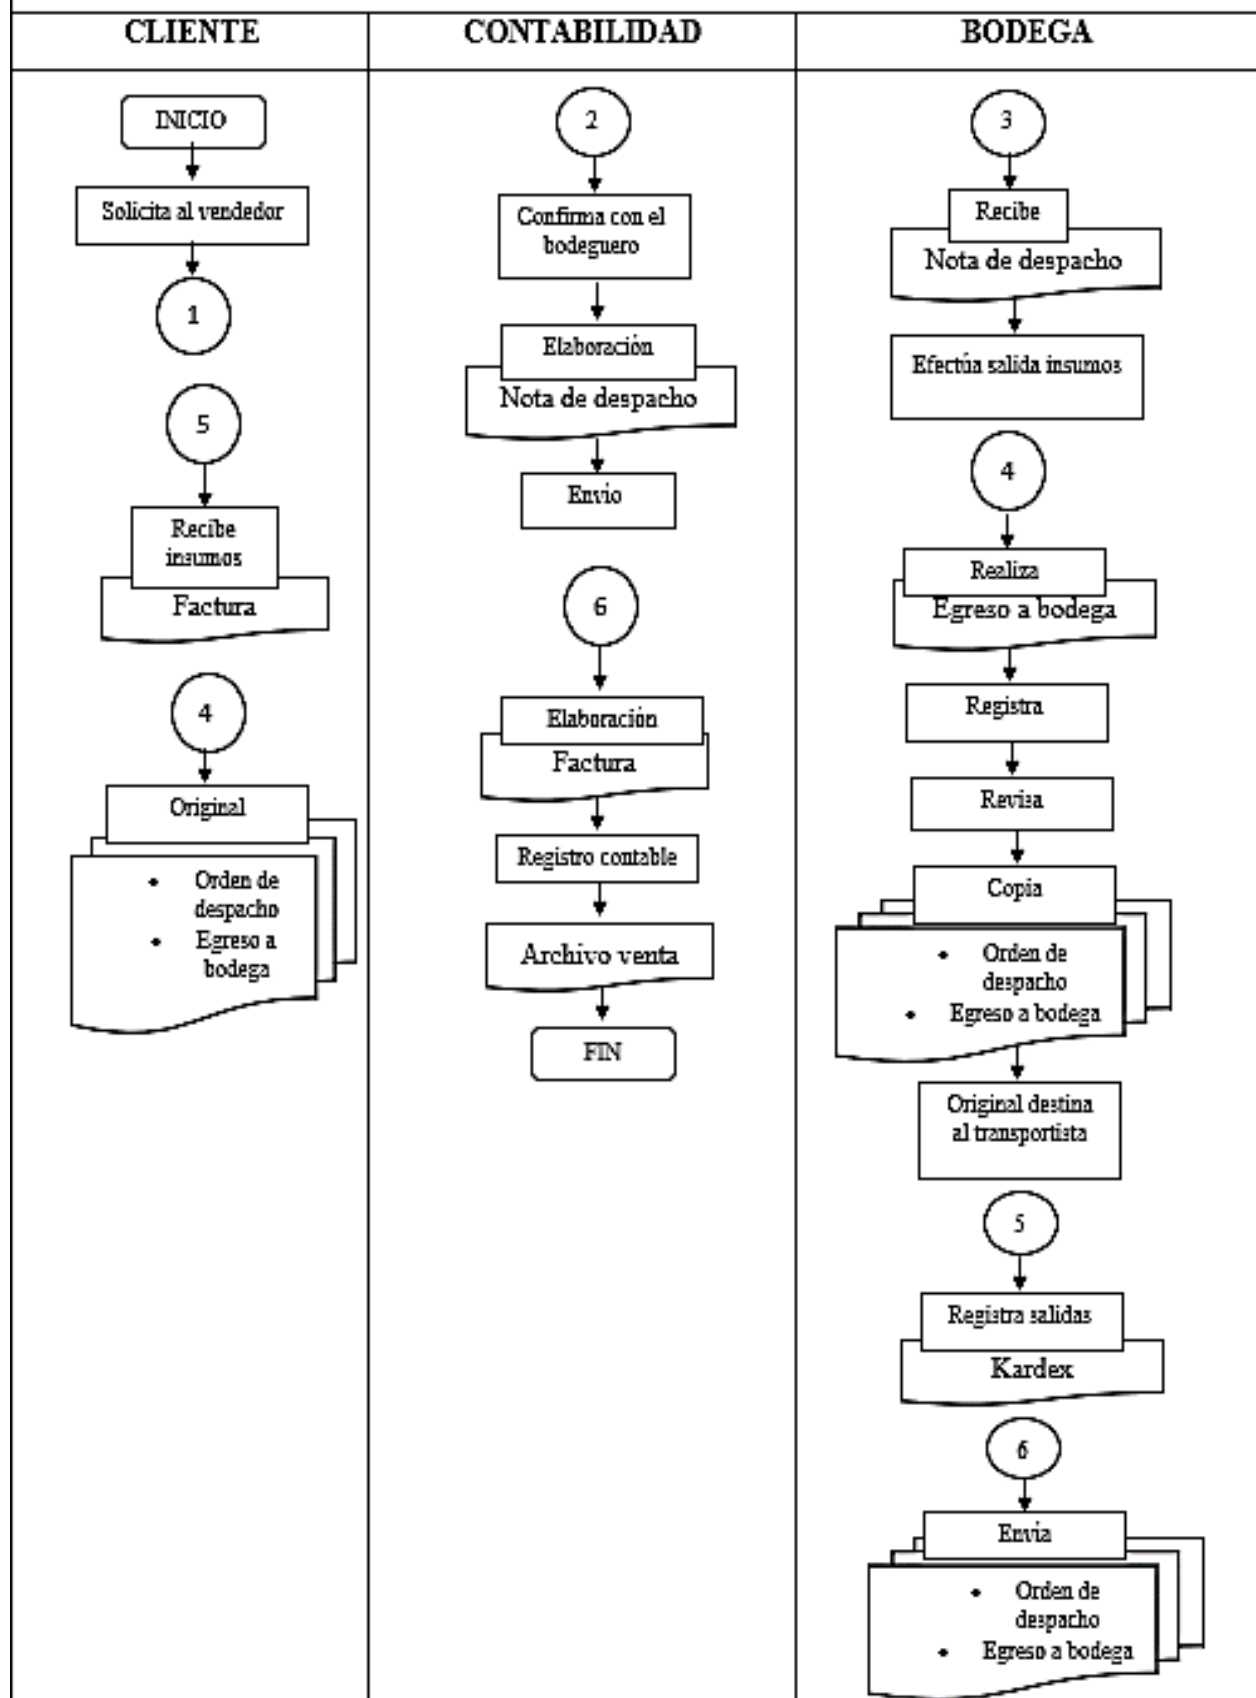 CLIENTE
CONTABILIDAD
BODEGA
INICIO
Solicita al vendedor
1
5
Recibe
insumos
Factura
4
Original
• Orden de
despacho
• Egreso a
bodega
2
Confirma con el
bodeguero
Elaboración
Nota de despacho
Envio
6
Elaboración
Factura
Registro contable
Archivo venta
FIN
3
Recibe
Nota de despacho
Efectúa salida insumos
4
Realiza
Egreso a bodega
Registra
Revisa
Copia
• Orden de
despacho
• Egreso a bodega
Original destina
al transportista
5
Registra salidas
Kardex
6
Envia
• Orden de
despacho
• Egreso a bodega